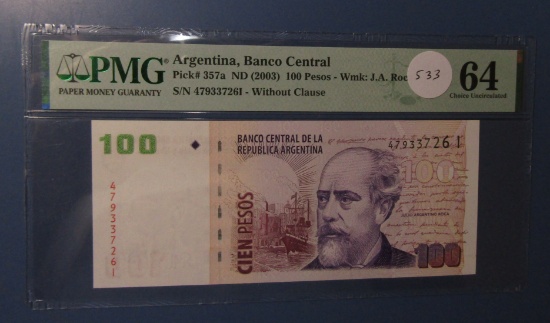 PMG®
PAPER MONEY GUARANTY
Argentina, Banco Central
Pick# 357a ND (2003) 100 Pesos - Wmk: J.A. Roc
S/N 47933726I - Without Clause
533
64
Choice Uncirculated
100
BANCO CENTRAL DE LA
REPUBLICA ARGENTINA
47933726 I
100
47933726 I
CIEN PESOS
100